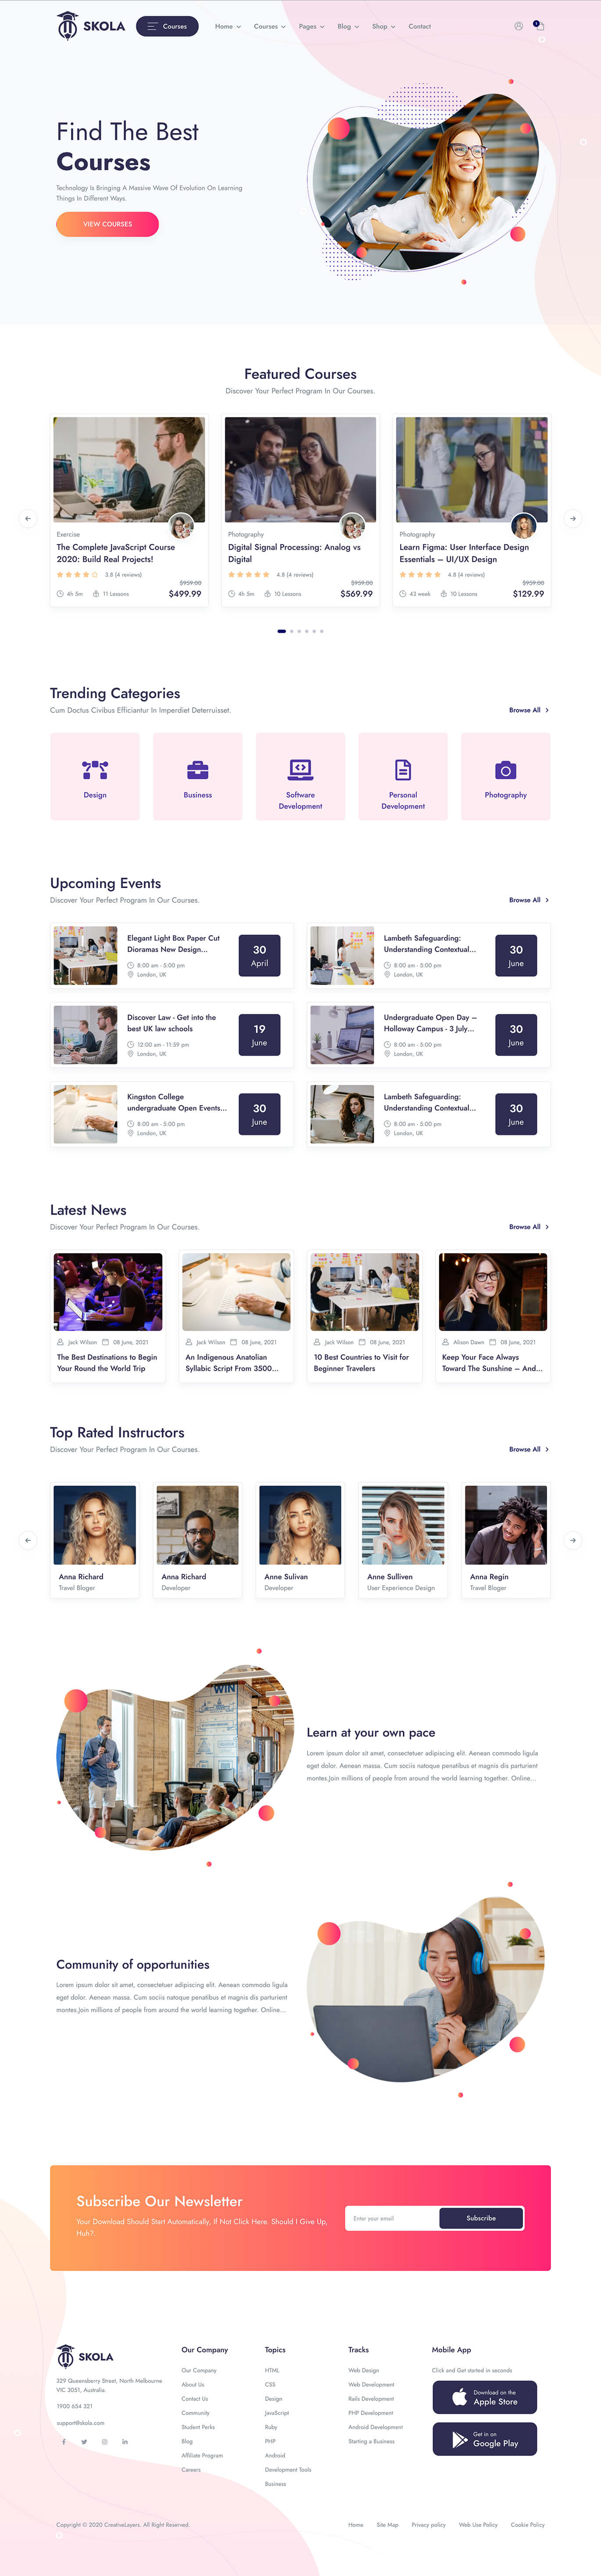 SKOLA
Courses
Home
Courses
Pages
Blog
Shop
Contact
1
Find The Best
Courses
Technology Is Bringing A Massive Wave Of Evolution On Learning
Things In Different Ways.
VIEW COURSES
Featured Courses
Discover Your Perfect Program In Our Courses.
Exercise
The Complete JavaScript Course
2020: Build Real Projects!
3.8 (4 reviews)
$959.00
4h 5m
11 Lessons
$499.99
Photography
Digital Signal Processing: Analog vs
Digital
4.8 (4 reviews)
$959.00
4h 5m
10 Lessons
$569.99
Photography
Learn Figma: User Interface Design
Essentials – UI/UX Design
4.8 (4 reviews)
$959.00
43 week
10 Lessons
$129.99
Trending Categories
Cum Doctus Civibus Efficiantur In Imperdiet Deterruisset.
Browse All
Design
Business
Software
Development
Personal
Development
Photography
Upcoming Events
Discover Your Perfect Program In Our Courses.
Browse All
Elegant Light Box Paper Cut
Dioramas New Design...
8:00 am - 5:00 pm
London, UK
30
April
Lambeth Safeguarding:
Understanding Contextual...
8:00 am - 5:00 pm
London, UK
30
June
Discover Law - Get into the
best UK law schools
12:00 am - 11:59 pm
London, UK
19
June
Undergraduate Open Day –
Holloway Campus - 3 July...
8:00 am - 5:00 pm
London, UK
30
June
Kingston College
undergraduate Open Events...
8:00 am - 5:00 pm
London, UK
30
June
Lambeth Safeguarding:
Understanding Contextual...
8:00 am - 5:00 pm
London, UK
30
June
Latest News
Discover Your Perfect Program In Our Courses.
Browse All
Jack Wilson
08 June, 2021
The Best Destinations to Begin
Your Round the World Trip
Jack Wilson
08 June, 2021
An Indigenous Anatolian
Syllabic Script From 3500...
Jack Wilson
08 June, 2021
10 Best Countries to Visit for
Beginner Travelers
Alison Dawn
08 June, 2021
Keep Your Face Always
Toward The Sunshine – And...
Top Rated Instructors
Discover Your Perfect Program In Our Courses.
Browse All
Anna Richard
Travel Bloger
Anna Richard
Developer
Anne Sulivan
Developer
Anne Sulliven
User Experience Design
Anna Regin
Travel Bloger
WIN
Learn at your own pace
Lorem ipsum dolor sit amet, consectetuer adipiscing elit. Aenean commodo ligula
eget dolor. Aenean massa. Cum sociis natoque penatibus et magnis dis parturient
montes.Join millions of people from around the world learning together. Online...
Community of opportunities
Lorem ipsum dolor sit amet, consectetuer adipiscing elit. Aenean commodo ligula
eget dolor. Aenean massa. Cum sociis natoque penatibus et magnis dis parturient
montes.Join millions of people from around the world learning together. Online...
Subscribe Our Newsletter
Your Download Should Start Automatically, If Not Click Here. Should I Give Up,
Huh?.
Enter your email
Subscribe
SKOLA
329 Queensberry Street, North Melbourne
VIC 3051, Australia.
1900 654 321
support@skola.com
Our Company
Our Company
About Us
Contact Us
Community
Student Perks
Blog
Affiliate Program
Careers
Topics
HTML
CSS
Design
JavaScript
Ruby
PHP
Android
Development Tools
Business
Tracks
Web Design
Web Development
Rails Development
PHP Development
Android Development
Starting a Business
Mobile App
Click and Get started in seconds
Download on the
Apple Store
Get in on
Google Play
Copyright © 2020 CreativeLayers. All Right Reserved.
Home
Site Map
Privacy policy
Web Use Policy
Cookie Policy